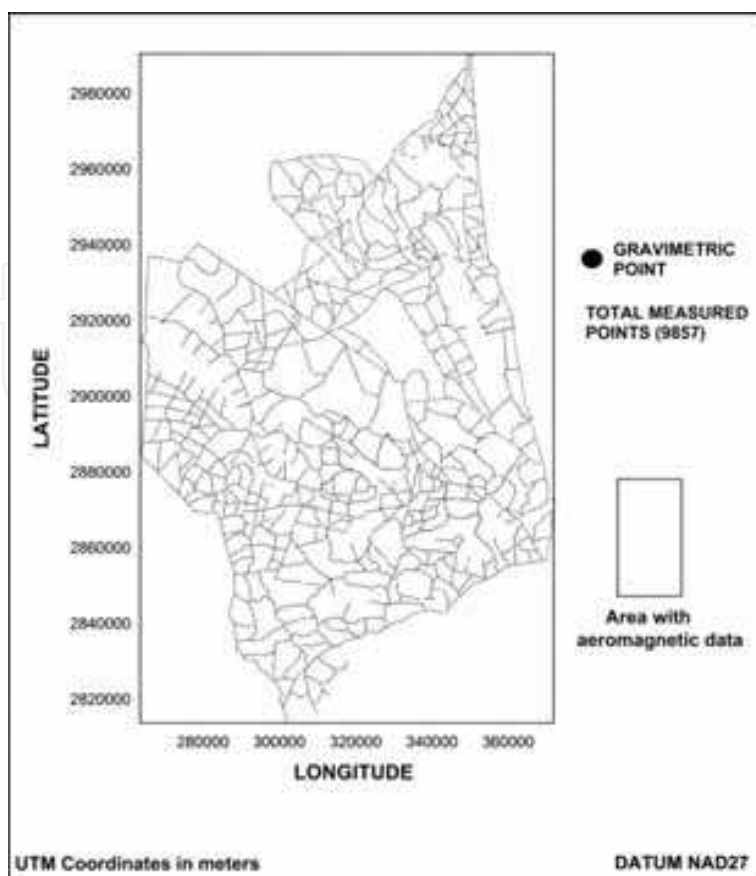 2980000
2960000
2940000
2920000
2900000
2880000
2860000
2840000
2820000
LATITUDE
280000 300000 320000 340000 360000
LONGITUDE
GRAVIMETRIC
POINT
TOTAL MEASURED
POINTS (9857)
Area with
aeromagnetic data
UTM Coordinates in meters
DATUM NAD27